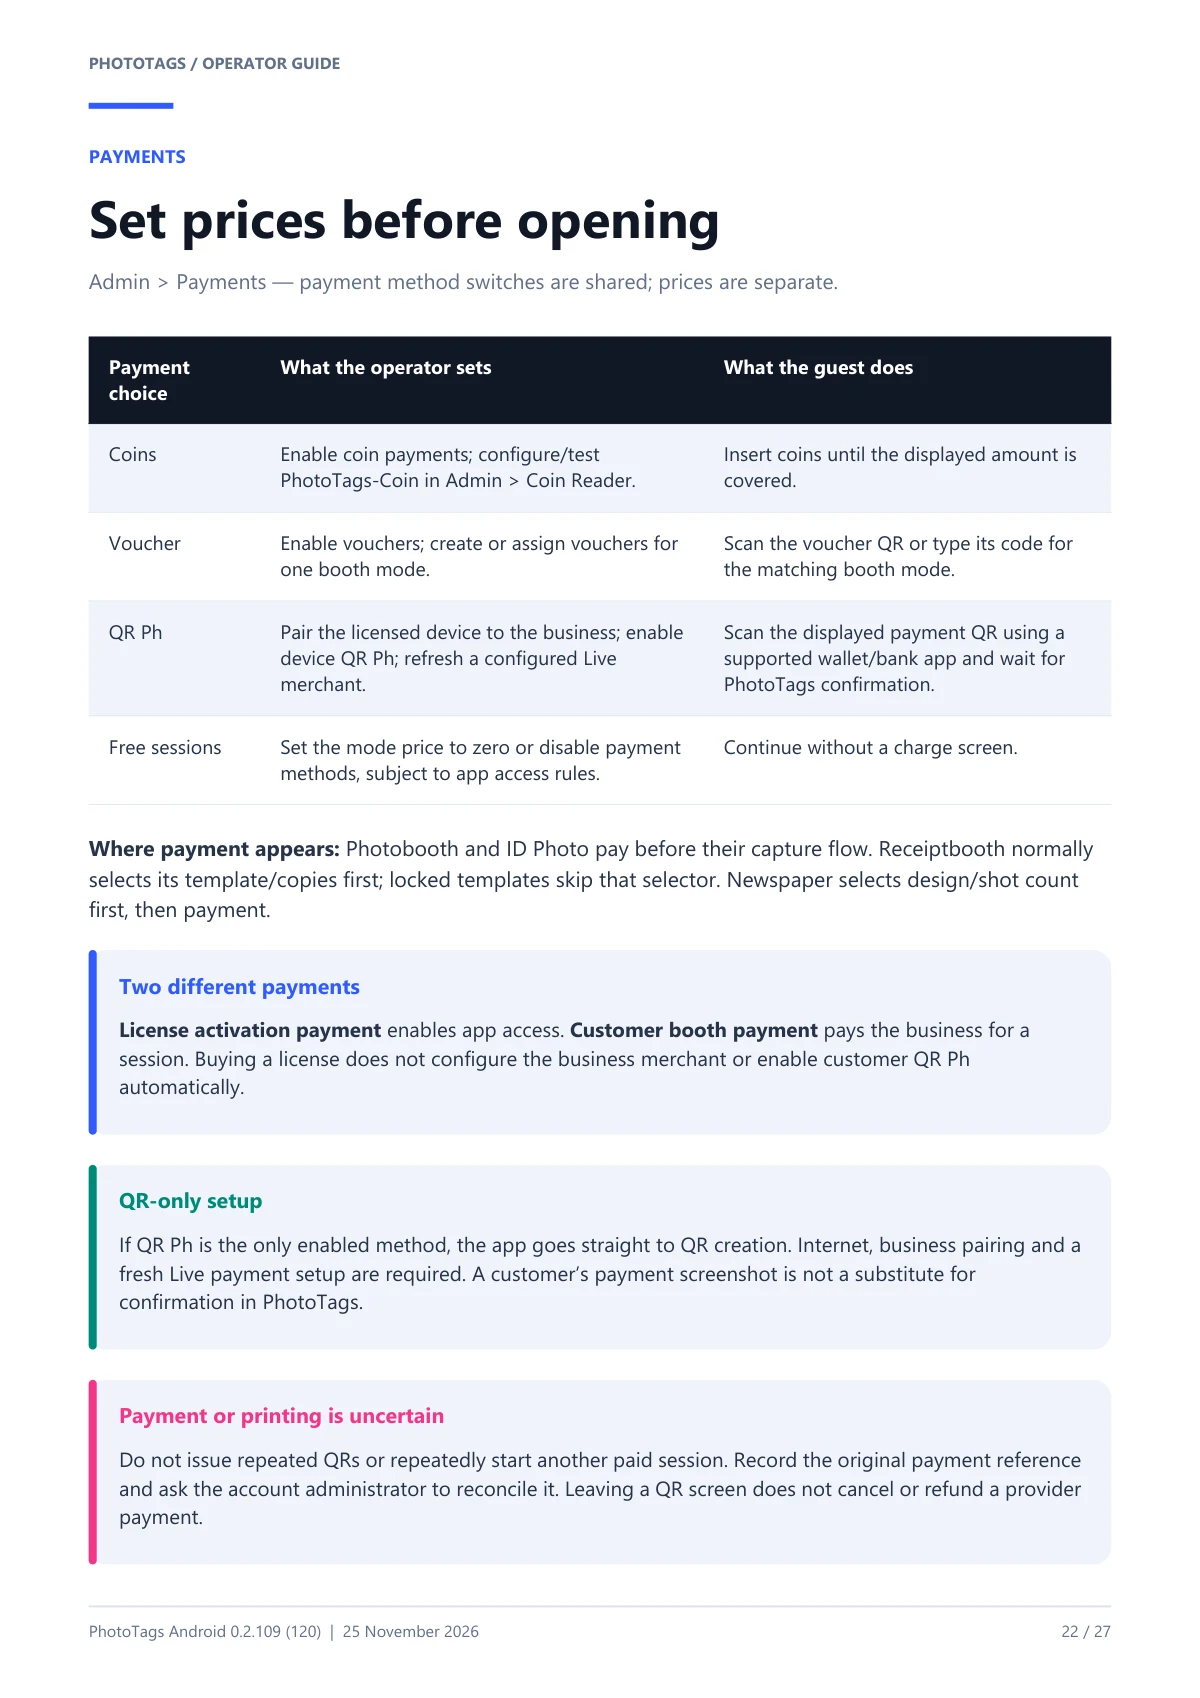 PHOTOTAGS / OPERATOR GUIDE
PAYMENTS
Set prices before opening
Admin > Payments — payment method switches are shared; prices are separate.
Payment choice
What the operator sets
What the guest does
Coins
Enable coin payments; configure/test
PhotoTags-Coin in Admin > Coin Reader.
Insert coins until the displayed amount is
covered.
Voucher
Enable vouchers; create or assign vouchers for
one booth mode.
Scan the voucher QR or type its code for
the matching booth mode.
QR Ph
Pair the licensed device to the business; enable
device QR Ph; refresh a configured Live
merchant.
Scan the displayed payment QR using a
supported wallet/bank app and wait for
PhotoTags confirmation.
Free sessions
Set the mode price to zero or disable payment
methods, subject to app access rules.
Continue without a charge screen.
Where payment appears: Photobooth and ID Photo pay before their capture flow. Receiptbooth normally
selects its template/copies first; locked templates skip that selector. Newspaper selects design/shot count
first, then payment.
Two different payments
License activation payment enables app access. Customer booth payment pays the business for a
session. Buying a license does not configure the business merchant or enable customer QR Ph
automatically.
QR-only setup
If QR Ph is the only enabled method, the app goes straight to QR creation. Internet, business pairing and a
fresh Live payment setup are required. A customer’s payment screenshot is not a substitute for
confirmation in PhotoTags.
Payment or printing is uncertain
Do not issue repeated QRs or repeatedly start another paid session. Record the original payment reference
and ask the account administrator to reconcile it. Leaving a QR screen does not cancel or refund a provider
payment.
PhotoTags Android 0.2.109 (120) | 25 November 2026
22 / 27